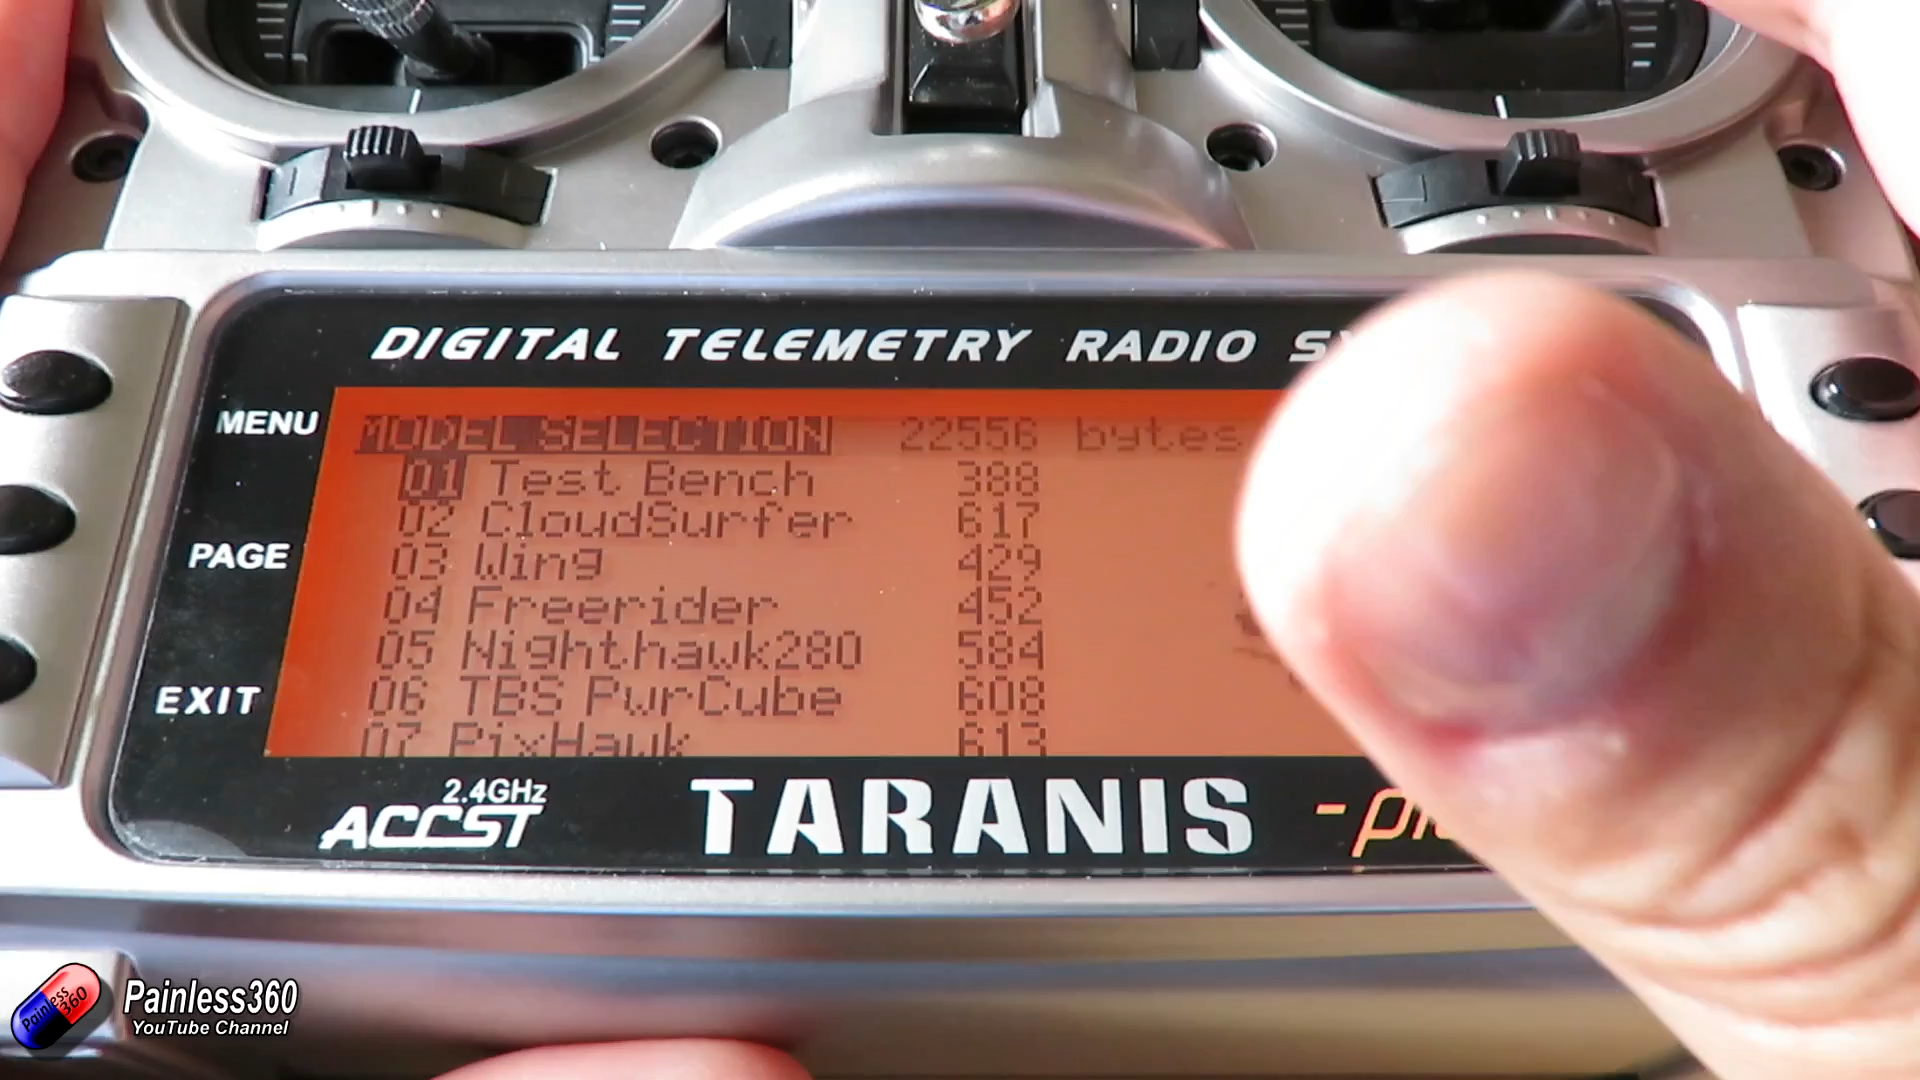 DIGITAL TELEMETRY RADIO
MENU
PAGE
EXIT
MODEL SELECTION 22556 bytes
01 Test Bench 388
02 CloudSurfer 617
03 Wing 429
04 Freerider 452
05 Nighthawk280 584
06 TBS PwrCube 608
07 PixHawk 613
2.4GHz
ACCST
TARANIS
Painless360
Painless360
YouTube Channel